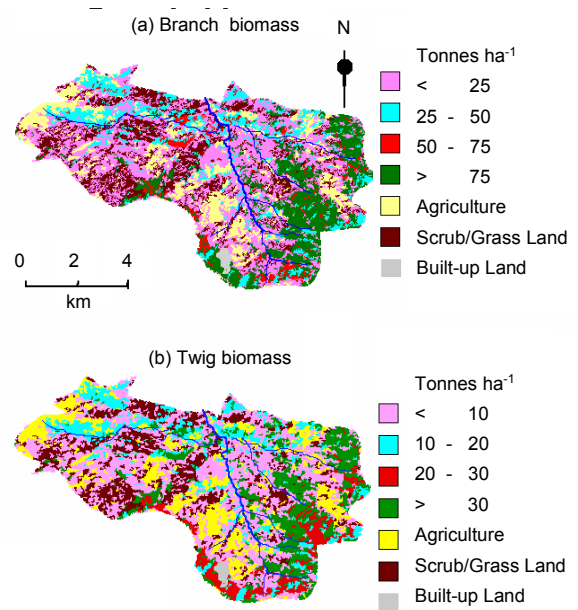 (a) Branch biomass
N
Tonnes ha-1
< 25
25 - 50
50 - 75
> 75
Agriculture
Scrub/Grass Land
Built-up Land
0 2 4
km
(b) Twig biomass
Tonnes ha-1
< 10
10 - 20
20 - 30
> 30
Agriculture
Scrub/Grass Land
Built-up Land